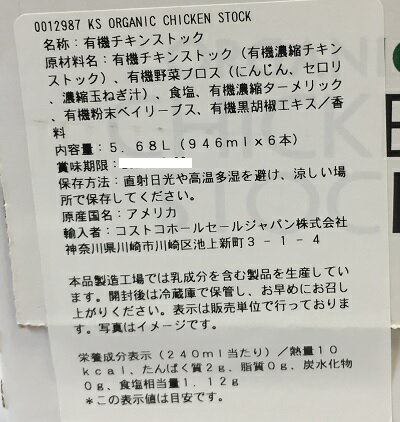 0012987 KS ORGANIC CHICKEN STOCK
名称：有機チキンストック
原材料名：有機チキンストック（有機濃縮チキン
ストック）、有機野菜ブロス（にんじん、セロリ
、濃縮玉ねぎ汁）、食塩、有機濃縮ターメリック
、有機粉末ベイリーブス、有機黒胡椒エキス／香
料
内容量：５．６８Ｌ（９４６ｍｌｘ６本）
賞味期限：
保存方法：直射日光や高温多湿を避け、涼しい場
所で保存してください。
原産国名：アメリカ
輸入者：コストコホールセールジャパン株式会社
神奈川県川崎市川崎区池上新町３－１－４
本品製造工場では乳成分を含む製品を生産してい
ます。開封後は冷蔵庫で保管し、お早めにお召し
上がりください。表示は販売単位で行っておりま
す。写真はイメージです。
栄養成分表示（２４０ｍｌ当たり）／熱量１０
ｋｃａｌ、たんぱく質２ｇ、脂質０ｇ、炭水化物
０ｇ、食塩相当量１．１２ｇ
＊この表示値は目安です。